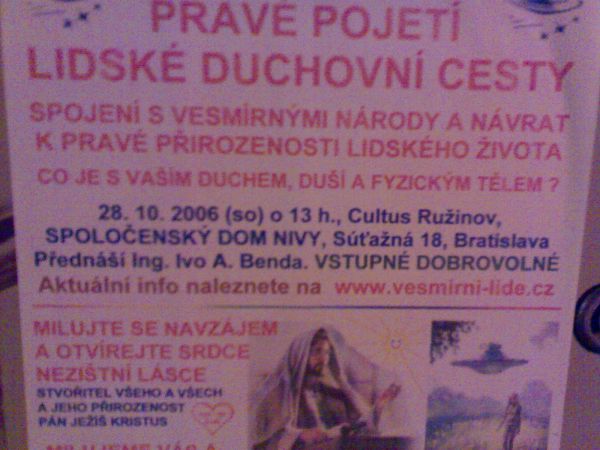 PRAVÉ POJETÍ
LIDSKÉ DUCHOVNÍ CESTY
SPOJENÍ S VESMÍRNÝMI NÁRODY A NÁVRAT
K PRAVÉ PŘIROZENOSTI LIDSKÉHO ŽIVOTA
CO JE S VAŠÍM DUCHEM, DUŠÍ A FYZICKÝM TĚLEM ?
28. 10. 2006 (so) o 13 h., Cultus Ružinov,
SPOLOČENSKÝ DOM NIVY, Súťažná 18, Bratislava
Přednáší Ing. Ivo A. Benda. VSTUPNÉ DOBROVOLNÉ
Aktuální info naleznete na www.vesmirni-lide.cz
MILUJTE SE NAVZÁJEM
A OTVÍREJTE SRDCE
NEZIŠTNÍ LÁSCE
STVOŘITEL VŠEHO A VŠECH
A JEHO PŘIROZENOST
PÁN JEŽÍŠ KRISTUS
MILUJEME VÁS A